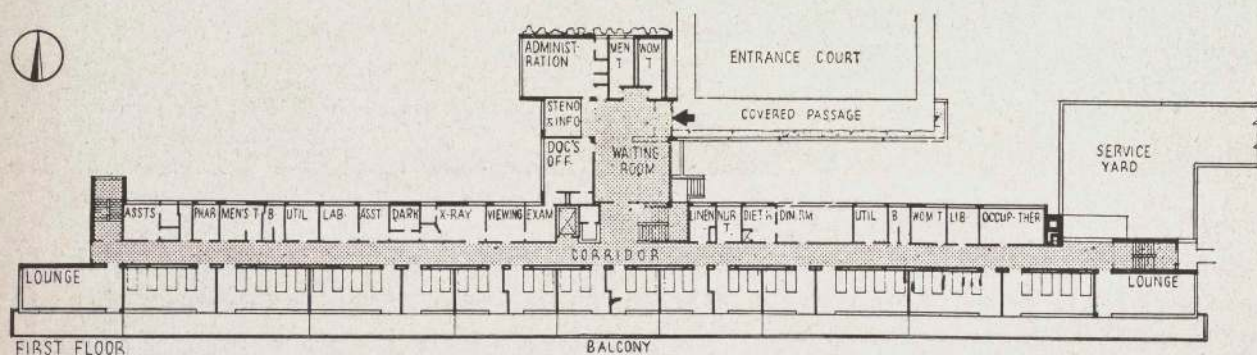 ADMINIST-
RATION
MEN
T
WOM
T
ENTRANCE COURT
STENO
& INFO
COVERED PASSAGE
DOC'S
OFF.
WAITING
ROOM
SERVICE
YARD
ASSTS
PHAR
MEN'S T
B
UTIL
LAB
ASST
DARK
X-RAY
VIEWING
EXAM
LINEN
NUR
T.
DIET K
DIN. RM
UTIL
B
WOM T
LIB
OCCUP-THER
CORRIDOR
LOUNGE
LOUNGE
FIRST FLOOR
BALCONY